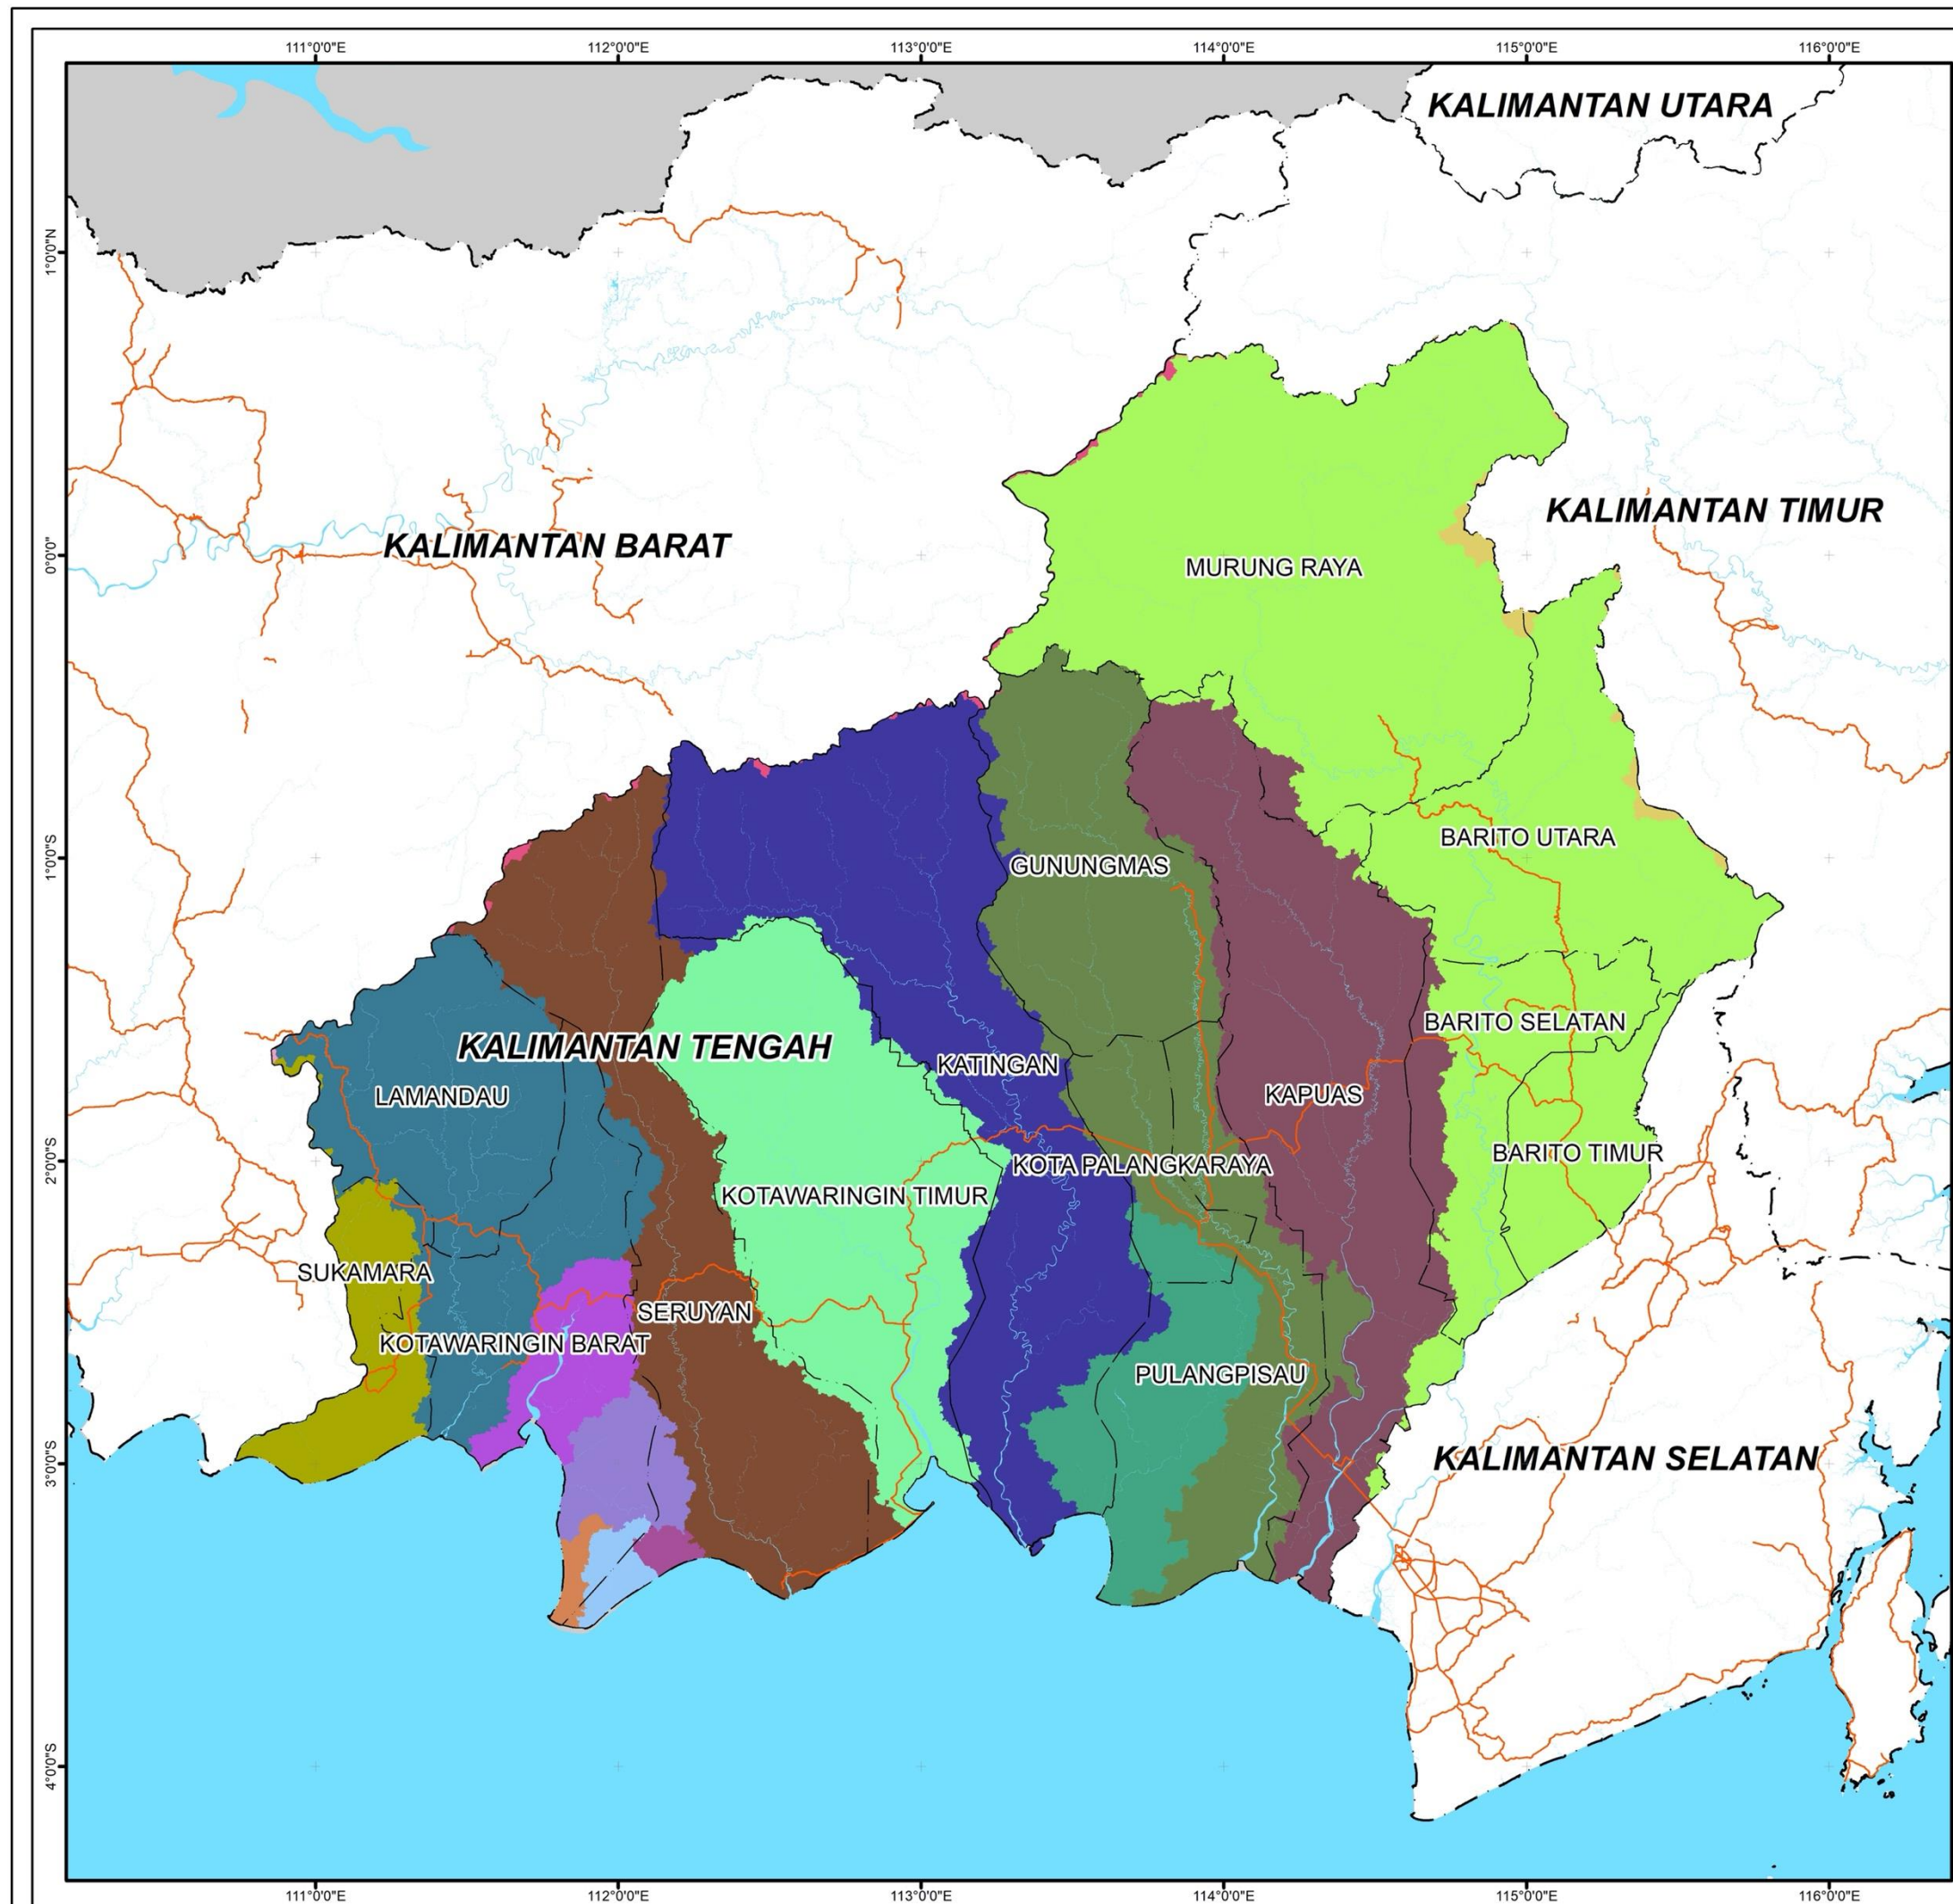 111°0'0"E 112°0'0"E 113°0'0"E 114°0'0"E 115°0'0"E 116°0'0"E
KALIMANTAN UTARA
1°0'0"N
KALIMANTAN TIMUR
KALIMANTAN BARAT
0°0'0"
MURUNG RAYA
BARITO UTARA
1°0'0"S
GUNUNGMAS
BARITO SELATAN
KALIMANTAN TENGAH
KATINGAN
LAMANDAU
KAPUAS
BARITO TIMUR
2°0'0"S
KOTA PALANGKARAYA
KOTAWARINGIN TIMUR
SUKAMARA
SERUYAN
KOTAWARINGIN BARAT
PULANGPISAU
KALIMANTAN SELATAN
3°0'0"S
4°0'0"S
111°0'0"E 112°0'0"E 113°0'0"E 114°0'0"E 115°0'0"E 116°0'0"E